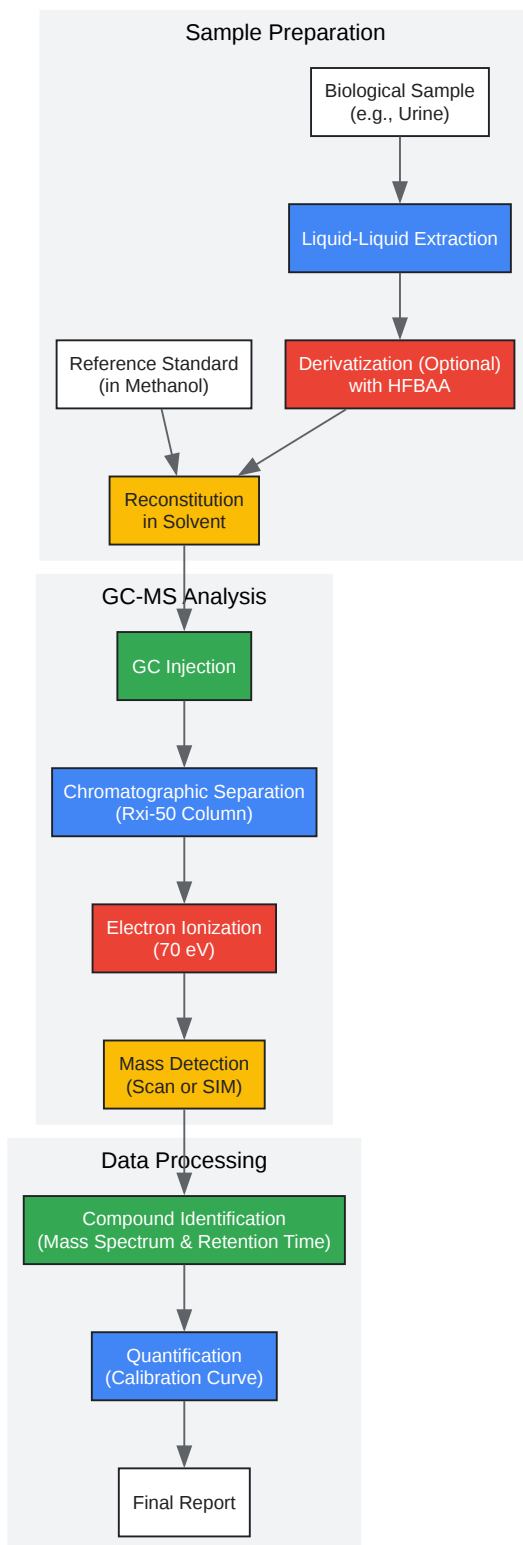 Sample Preparation
Biological Sample
(e.g., Urine)
Liquid-Liquid Extraction
Reference Standard
(in Methanol)
Derivatization (Optional)
with HFBAA
Reconstitution
in Solvent
GC-MS Analysis
GC Injection
Chromatographic Separation
(Rxi-50 Column)
Electron Ionization
(70 eV)
Mass Detection
(Scan or SIM)
Data Processing
Compound Identification
(Mass Spectrum & Retention Time)
Quantification
(Calibration Curve)
Final Report